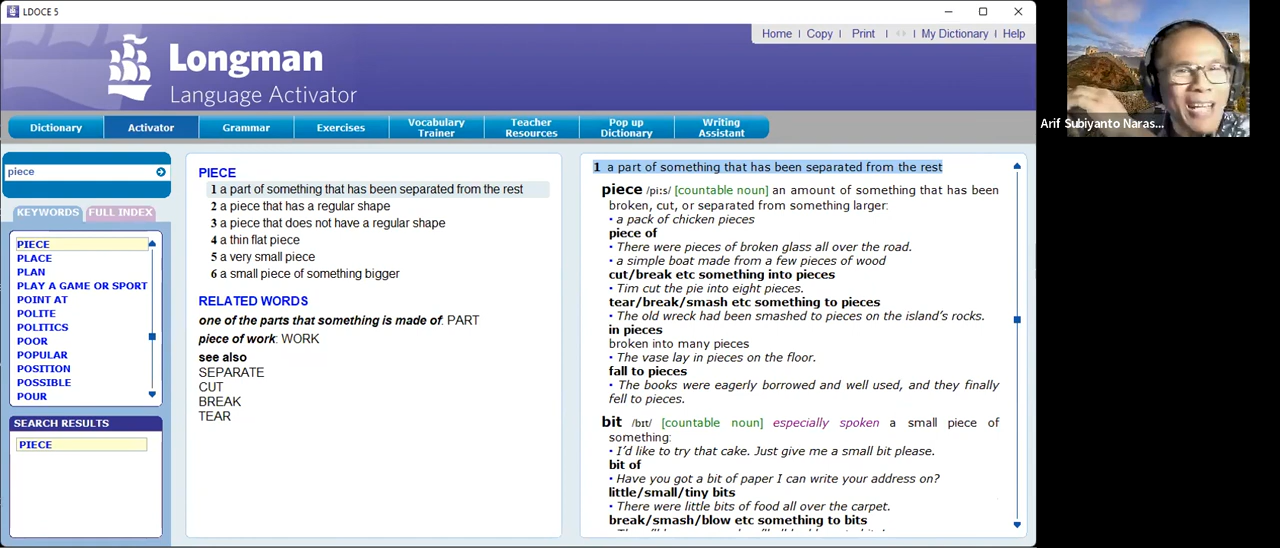 LDOCE 5
Home | Copy | Print | My Dictionary | Help
Longman
Language Activator
Dictionary
Activator
Grammar
Exercises
Vocabulary Trainer
Teacher Resources
Pop up Dictionary
Writing Assistant
piece
KEYWORDS
FULL INDEX
PIECE
PLACE
PLAN
PLAY A GAME OR SPORT
POINT AT
POLITE
POLITICS
POOR
POPULAR
POSITION
POSSIBLE
POUR
SEARCH RESULTS
PIECE
PIECE
1 a part of something that has been separated from the rest
2 a piece that has a regular shape
3 a piece that does not have a regular shape
4 a thin flat piece
5 a very small piece
6 a small piece of something bigger
RELATED WORDS
one of the parts that something is made of: PART
piece of work: WORK
see also
SEPARATE
CUT
BREAK
TEAR
1 a part of something that has been separated from the rest
piece /piːs/ [countable noun] an amount of something that has been
broken, cut, or separated from something larger:
• a pack of chicken pieces
piece of
• There were pieces of broken glass all over the road.
• a simple boat made from a few pieces of wood
cut/break etc something into pieces
• Tim cut the pie into eight pieces.
tear/break/smash etc something to pieces
• The old wreck had been smashed to pieces on the island's rocks.
in pieces
broken into many pieces
• The vase lay in pieces on the floor.
fall to pieces
• The books were eagerly borrowed and well used, and they finally
fell to pieces.
bit /bɪt/ [countable noun] especially spoken a small piece of
something:
• I'd like to try that cake. Just give me a small bit please.
bit of
• Have you got a bit of paper I can write your address on?
little/small/tiny bits
• There were little bits of food all over the carpet.
break/smash/blow etc something to bits
Arif Subiyanto Naras...